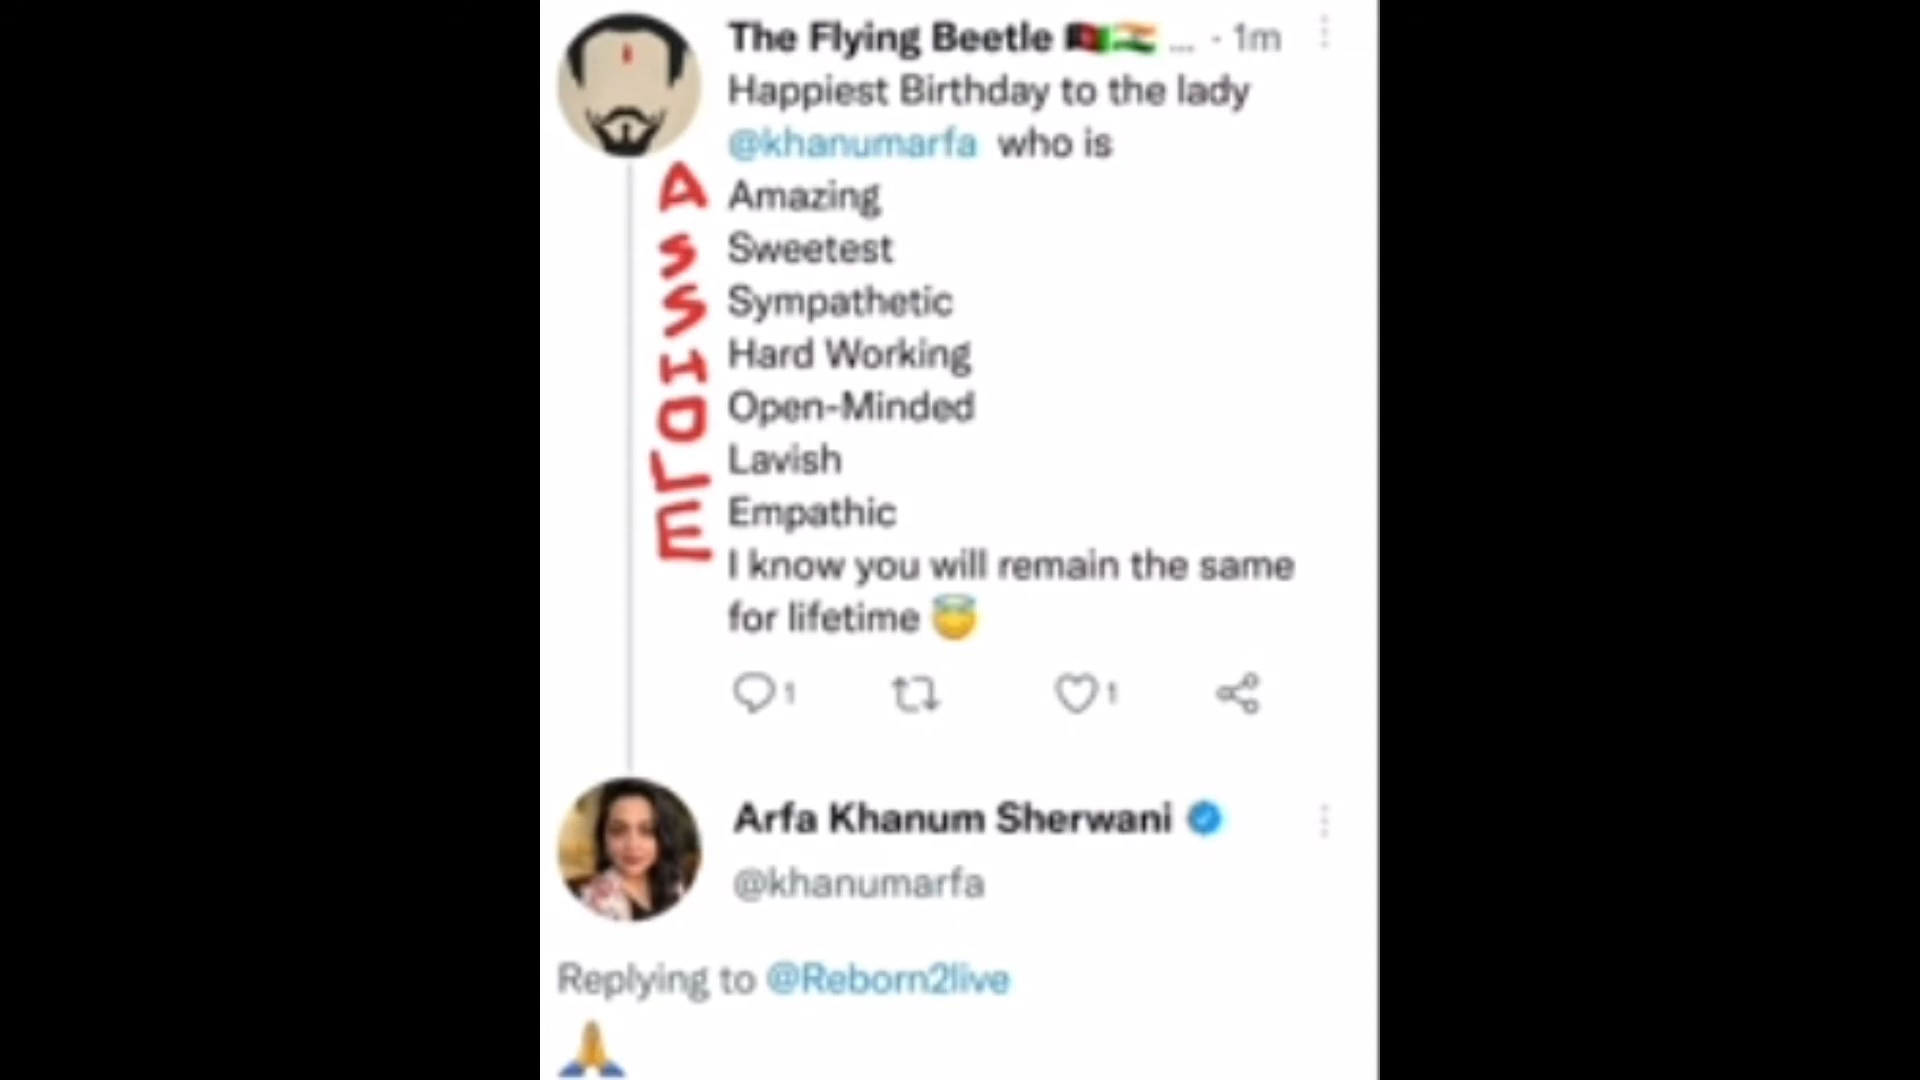 The Flying Beetle 🇦🇫🇮🇳 ... · 1m
Happiest Birthday to the lady
@khanumarfa who is
A Amazing
S Sweetest
S Sympathetic
H Hard Working
O Open-Minded
L Lavish
E Empathic
I know you will remain the same
for lifetime 😇
1 1
Arfa Khanum Sherwani
@khanumarfa
Replying to @Reborn2live
🙏